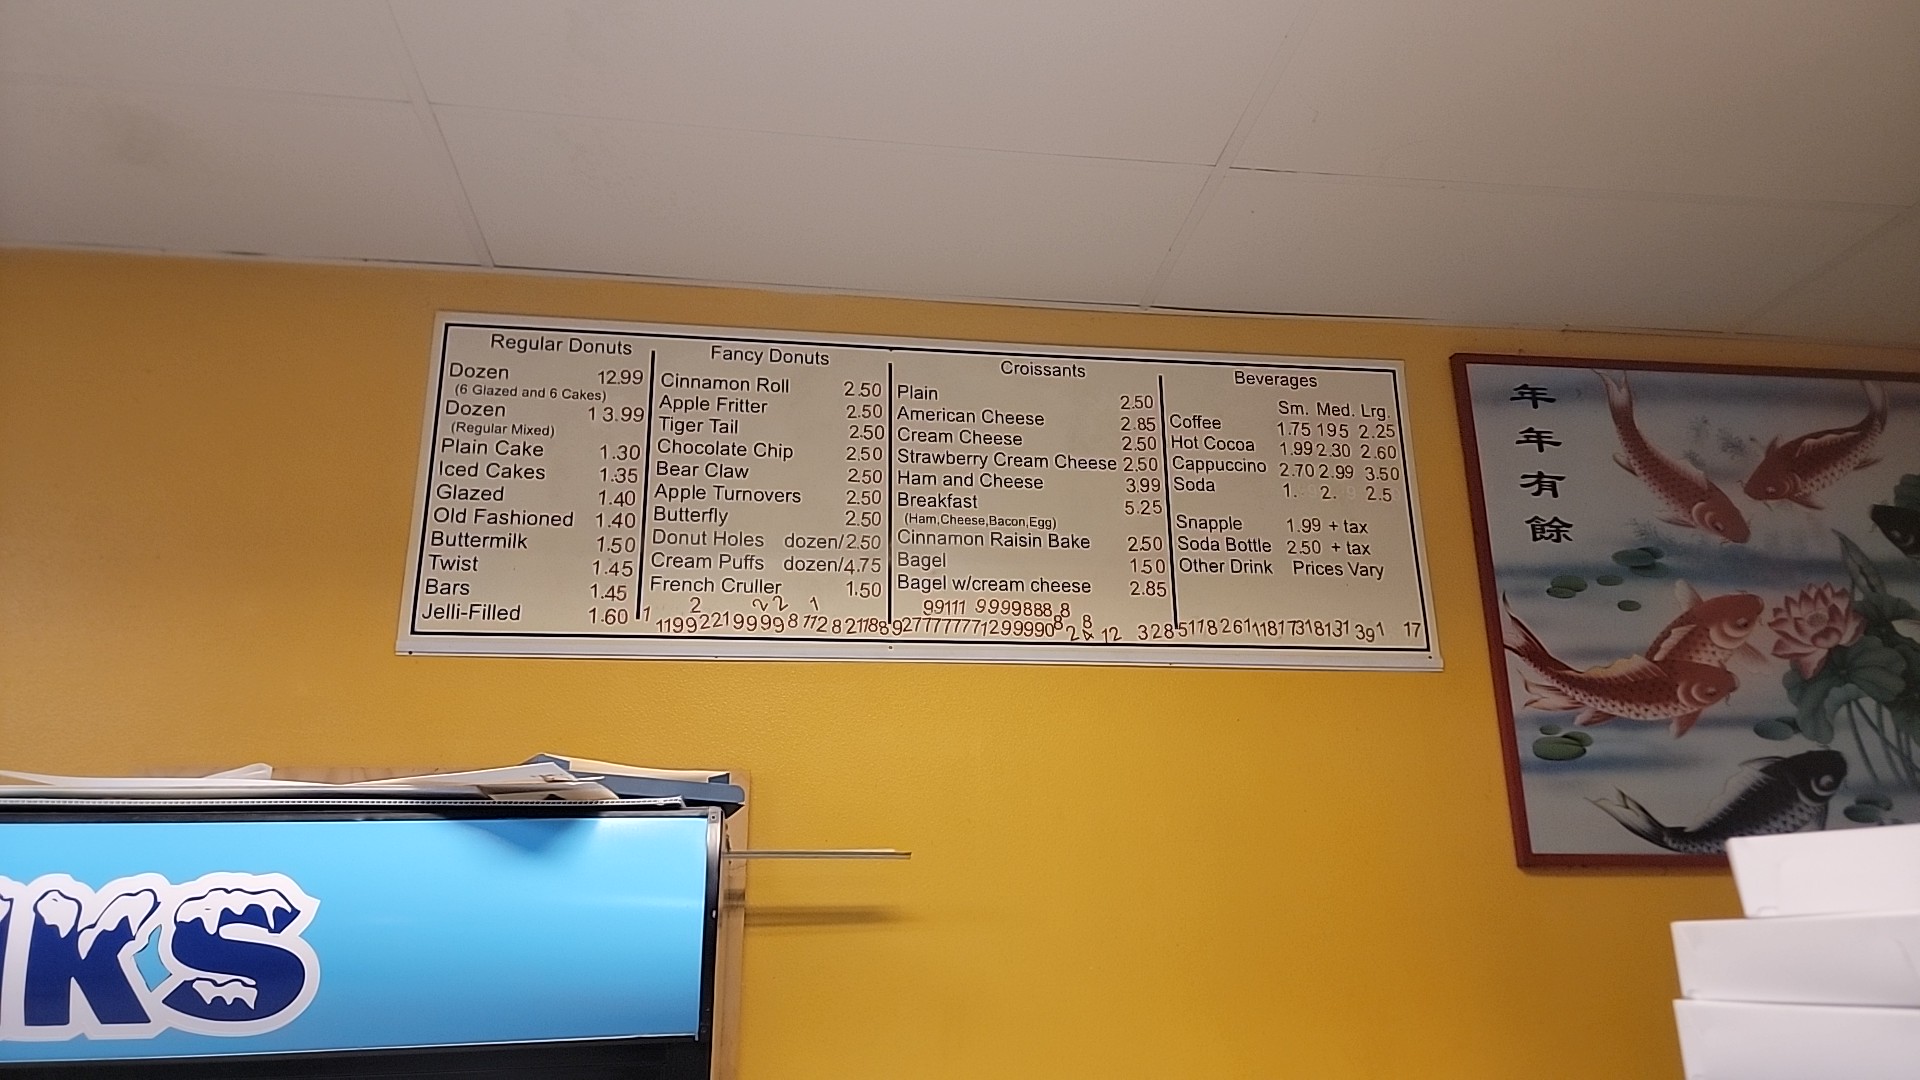 Regular Donuts
Dozen 12.99
(6 Glazed and 6 Cakes)
Dozen 13.99
(Regular Mixed)
Plain Cake 1.30
Iced Cakes 1.35
Glazed 1.40
Old Fashioned 1.40
Buttermilk 1.50
Twist 1.45
Bars 1.45
Jelli-Filled 1.60
Fancy Donuts
Cinnamon Roll 2.50
Apple Fritter 2.50
Tiger Tail 2.50
Chocolate Chip 2.50
Bear Claw 2.50
Apple Turnovers 2.50
Butterfly 2.50
Donut Holes dozen/2.50
Cream Puffs dozen/4.75
French Cruller 1.50
Croissants
Plain 2.50
American Cheese 2.85
Cream Cheese 2.50
Strawberry Cream Cheese 2.50
Ham and Cheese 3.99
Breakfast 5.25
(Ham,Cheese,Bacon,Egg)
Cinnamon Raisin Bake 2.50
Bagel 1 50
Bagel w/cream cheese 2.85
Beverages
Sm. Med. Lrg.
Coffee 1.75 1 95 2.25
Hot Cocoa 1.99 2.30 2.60
Cappuccino 2.70 2.99 3.50
Soda 1. 2. 2.5
Snapple 1.99 + tax
Soda Bottle 2.50 + tax
Other Drink Prices Vary
年年有餘
KS